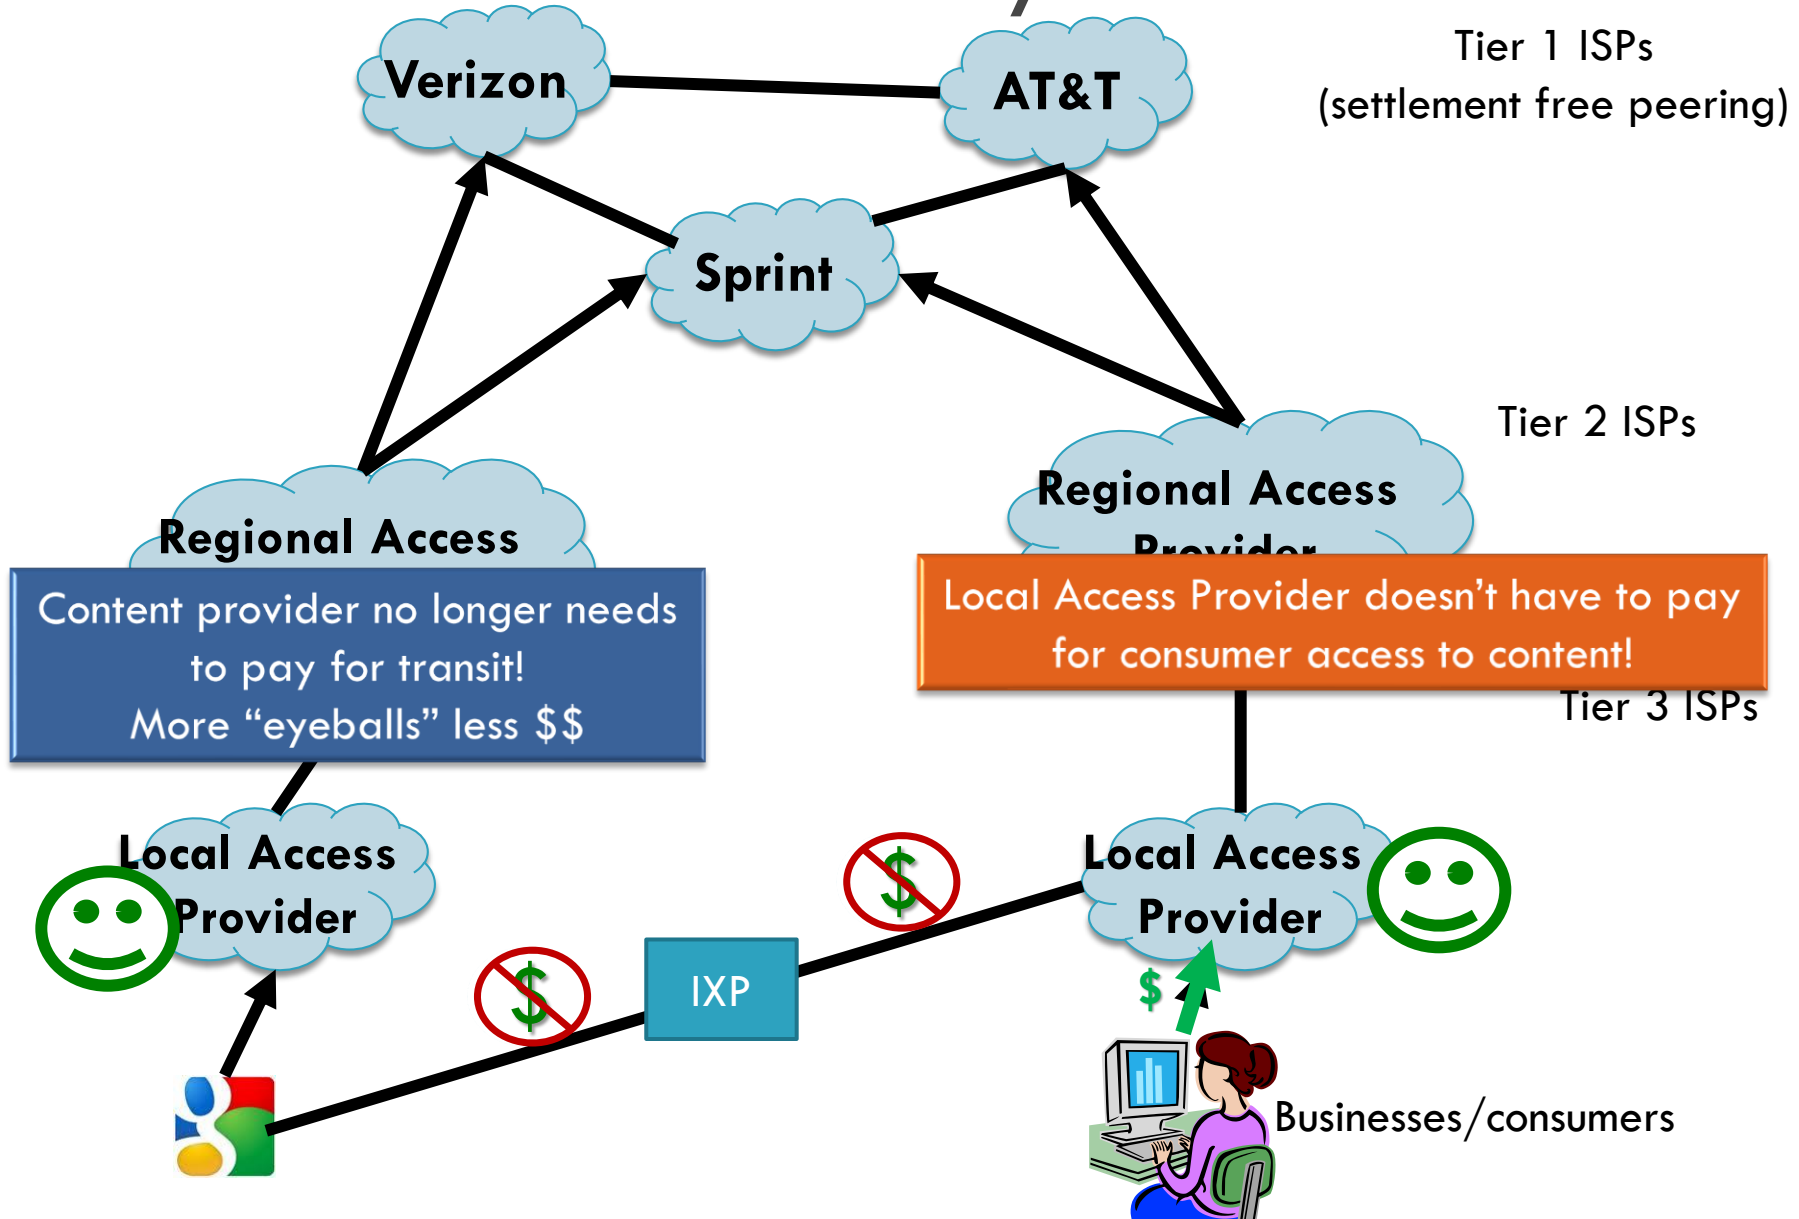 Verizon
AT&T
Tier 1 ISPs
(settlement free peering)
Sprint
Tier 2 ISPs
Regional Access
Provider
Regional Access
Content provider no longer needs
to pay for transit!
More “eyeballs” less $$
Local Access Provider doesn’t have to pay
for consumer access to content!
Tier 3 ISPs
Local Access
Provider
Local Access
Provider
$
$
IXP
$
Businesses/consumers